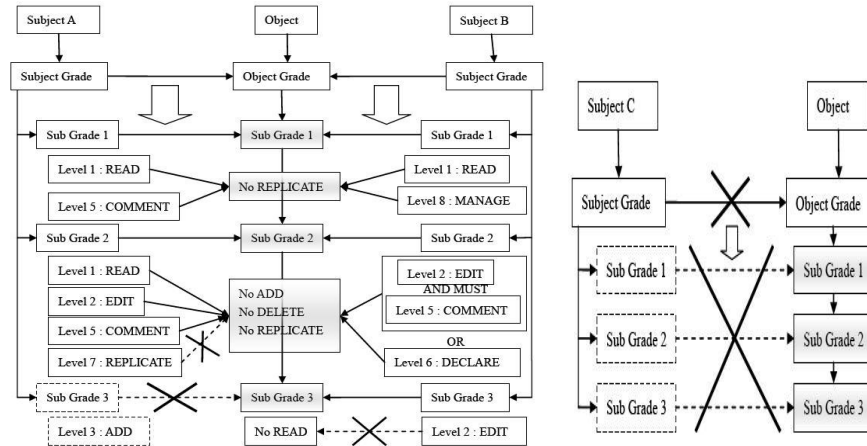 Subject A
Object
Subject B
Subject Grade
Object Grade
Subject Grade
Sub Grade 1
Sub Grade 1
Sub Grade 1
Level 1 : READ
Level 1 : READ
No REPLICATE
Level 5 : COMMENT
Level 8 : MANAGE
Sub Grade 2
Sub Grade 2
Sub Grade 2
Level 1 : READ
Level 2 : EDIT
Level 2 : EDIT
AND MUST
Level 5 : COMMENT
Level 5 : COMMENT
No ADD
No DELETE
No REPLICATE
OR
Level 7 : REPLICATE
Level 6 : DECLARE
Sub Grade 3
Sub Grade 3
Sub Grade 3
Level 3 : ADD
No READ
Level 2 : EDIT
Subject C
Object
Subject Grade
Object Grade
Sub Grade 1
Sub Grade 1
Sub Grade 2
Sub Grade 2
Sub Grade 3
Sub Grade 3